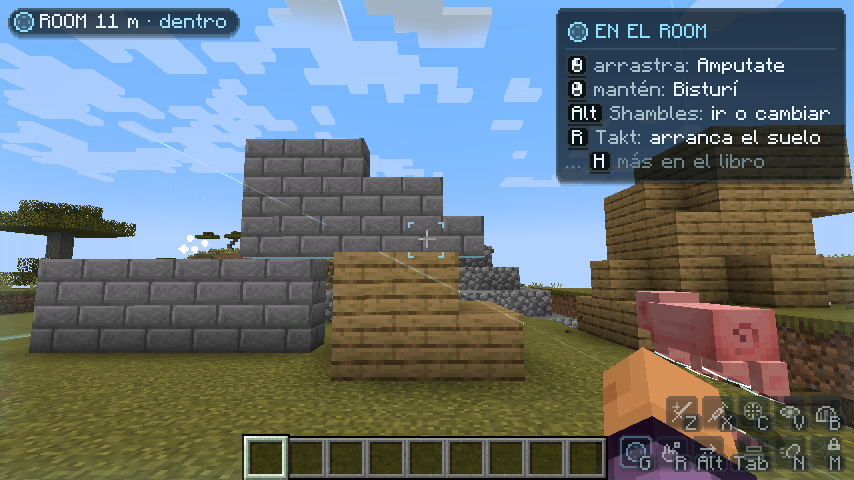 ROOM 11 m · dentro
EN EL ROOM
arrastra: Amputate
mantén: Bisturí
Alt Shambles: ir o cambiar
R Takt: arranca el suelo
... H más en el libro
Z X C V B
G R Alt Tab N M